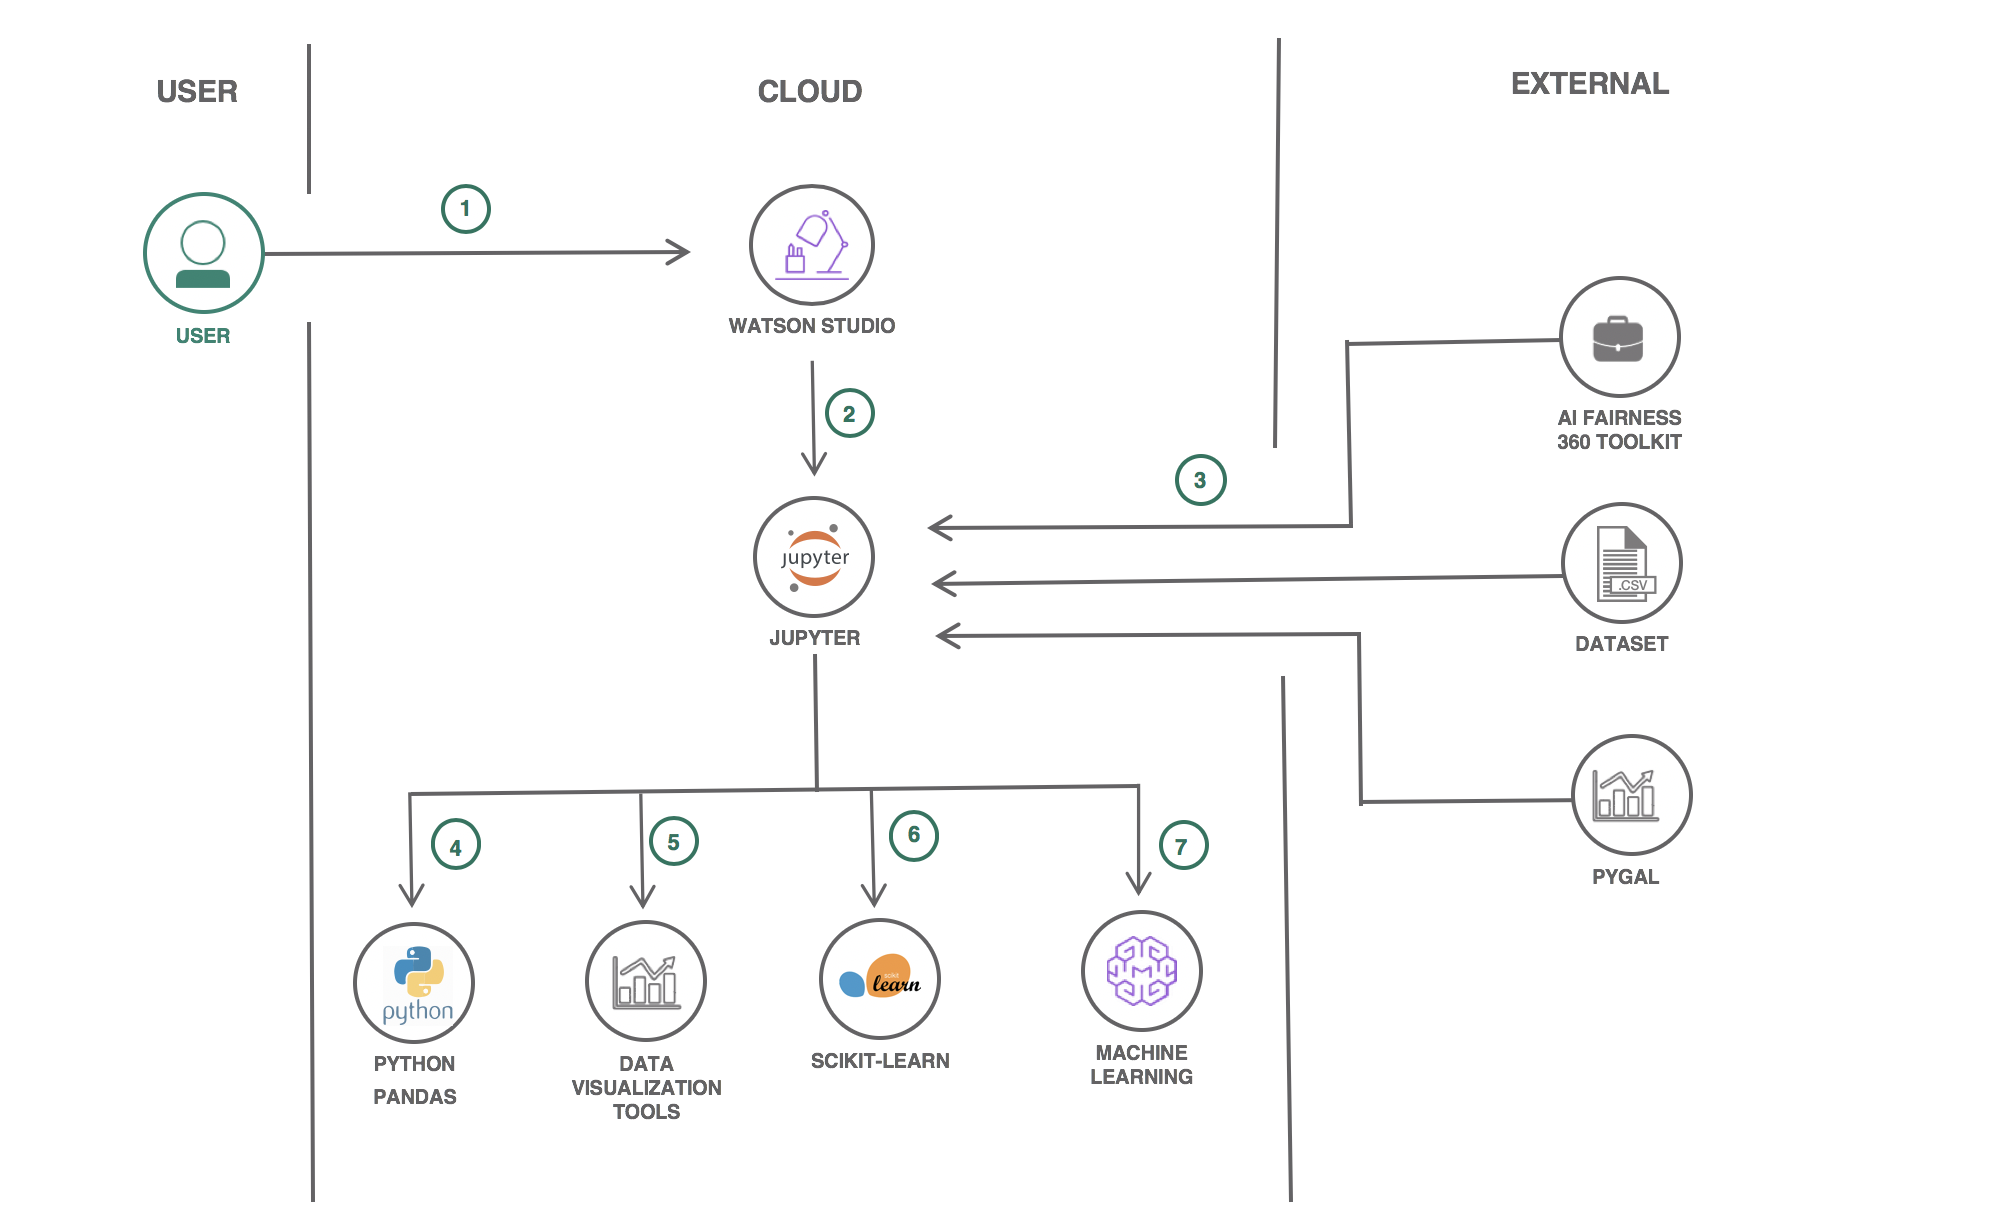 USER
CLOUD
EXTERNAL
1
USER
WATSON STUDIO
2
AI FAIRNESS
360 TOOLKIT
3
jupyter
JUPYTER
.CSV
DATASET
PYGAL
4
5
6
7
python
PYTHON
PANDAS
DATA
VISUALIZATION
TOOLS
scikit
learn
SCIKIT-LEARN
MACHINE
LEARNING